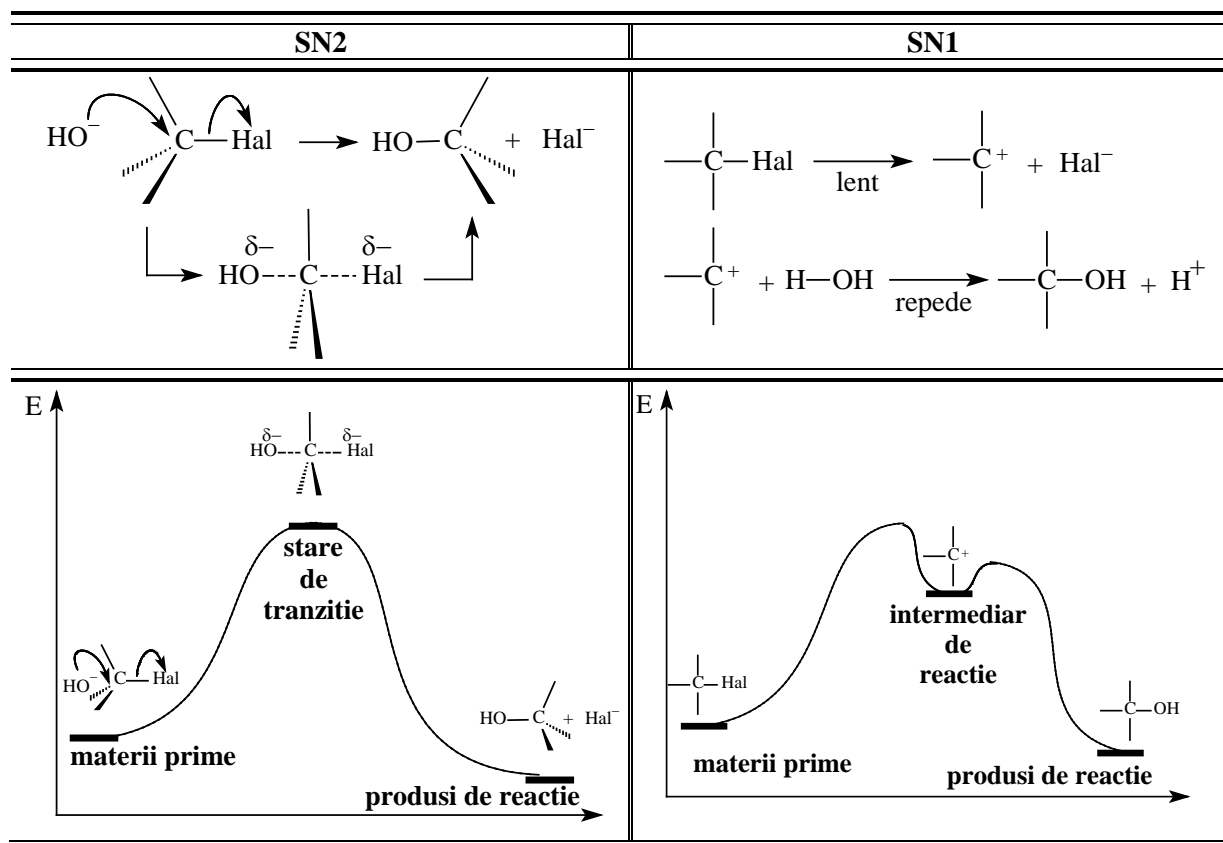 SN2
SN1
HO⁻ C Hal HO C + Hal⁻
δ− δ−
HO C Hal
C Hal lent C⁺ + Hal⁻
C⁺ + H OH repede C OH + H⁺
E
δ− δ−
HO C Hal
stare
de
tranzitie
HO⁻ C Hal
materii prime
HO C + Hal⁻
produsi de reactie
E
C⁺
intermediar
de
reactie
C Hal
materii prime
C OH
produsi de reactie